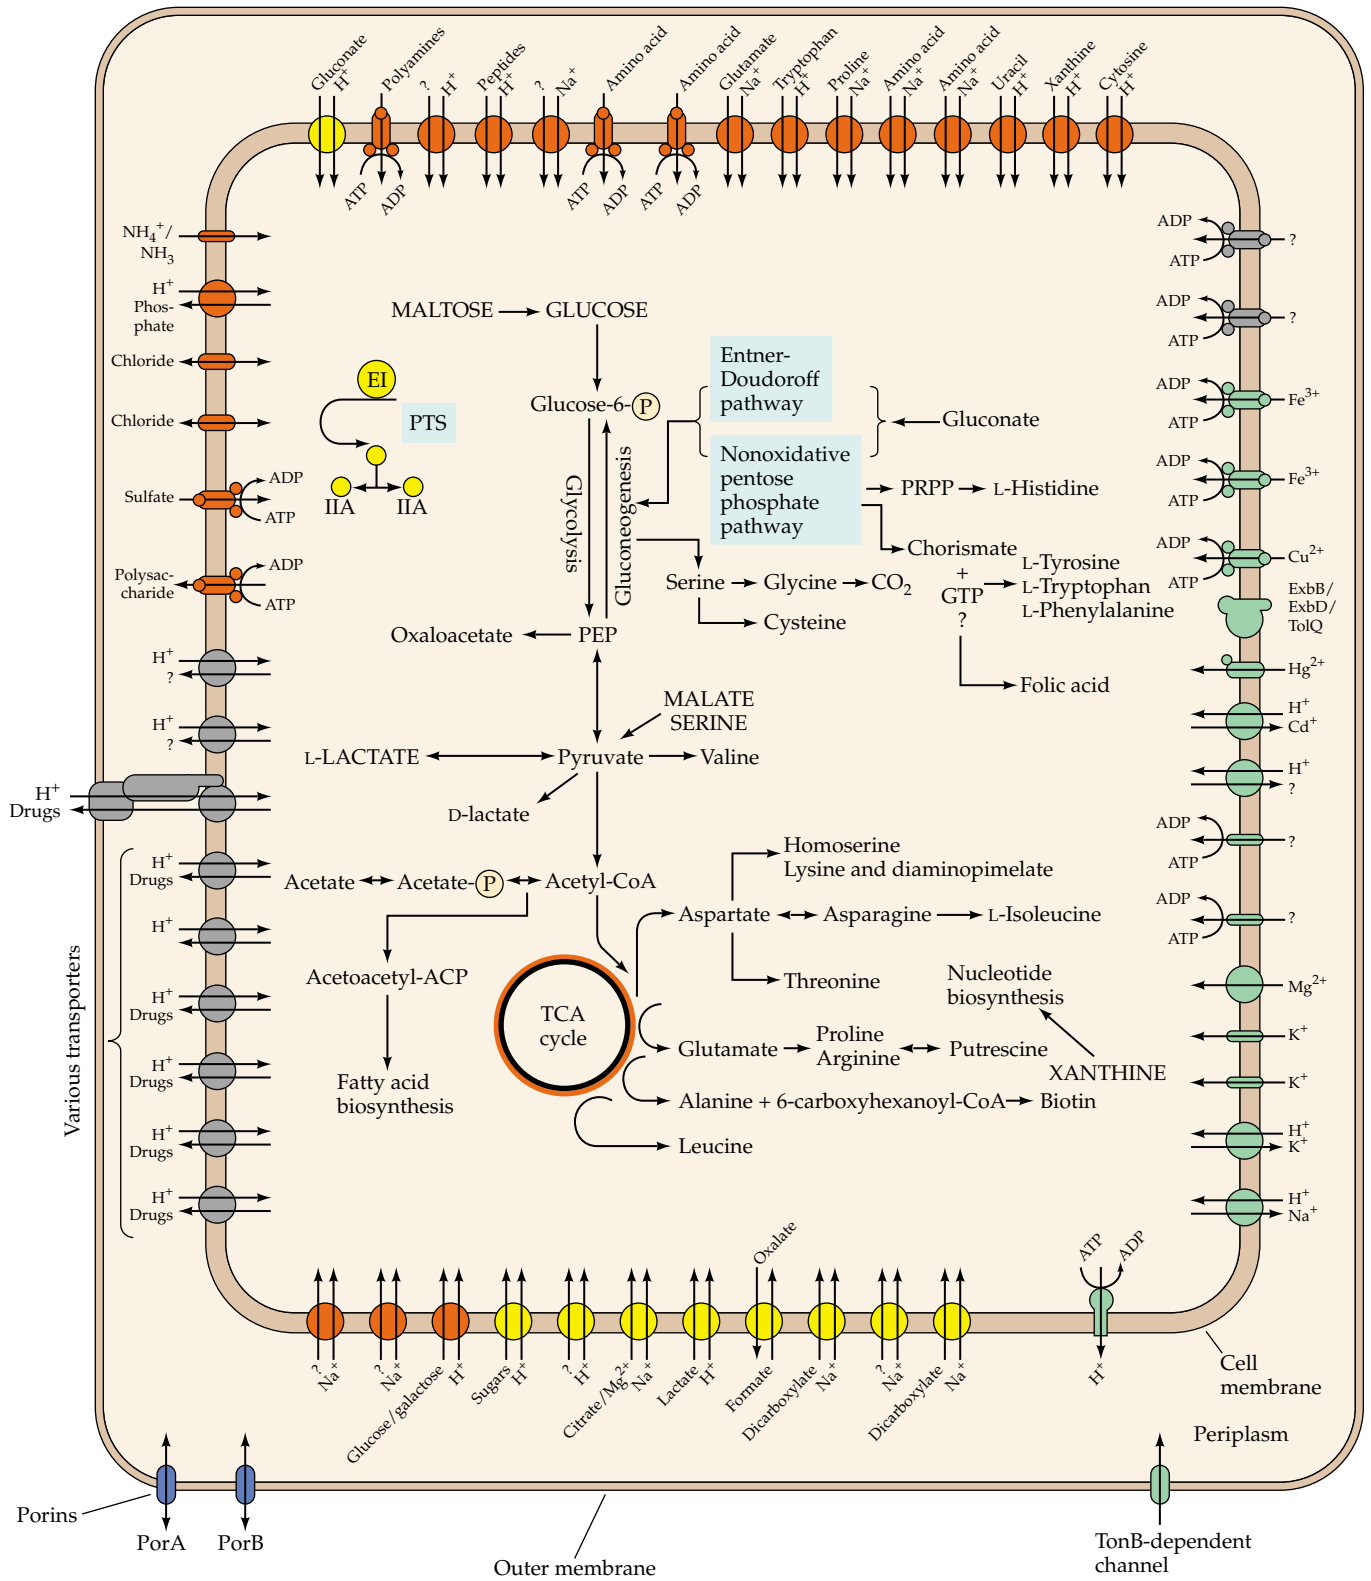 Gluconate
H⁺
Polyamines
?
H⁺
Peptides
H⁺
?
Na⁺
Amino acid
Amino acid
Glutamate
Na⁺
Tryptophan
H⁺
Proline
Na⁺
Amino acid
Na⁺
Amino acid
Na⁺
Uracil
H⁺
Xanthine
H⁺
Cytosine
H⁺
ATP
ADP
ATP
ADP
ATP
ADP
NH₄⁺/
NH₃
H⁺
Phos-
phate
Chloride
Chloride
Sulfate
ADP
ATP
Polysac-
charide
ADP
ATP
H⁺
?
H⁺
?
H⁺
Drugs
Various transporters
H⁺
Drugs
H⁺
H⁺
Drugs
H⁺
Drugs
H⁺
Drugs
H⁺
Drugs
MALTOSE
GLUCOSE
EI
PTS
IIA
IIA
Glucose-6-P
Glycolysis
Gluconeogenesis
Entner-
Doudoroff
pathway
Nonoxidative
pentose
phosphate
pathway
Gluconate
PRPP
L-Histidine
Chorismate
+
GTP
?
L-Tyrosine
L-Tryptophan
L-Phenylalanine
Folic acid
Serine
Glycine
CO₂
Cysteine
Oxaloacetate
PEP
MALATE
SERINE
L-LACTATE
Pyruvate
Valine
D-lactate
Acetate
Acetate-P
Acetyl-CoA
Acetoacetyl-ACP
Fatty acid
biosynthesis
TCA
cycle
Homoserine
Lysine and diaminopimelate
Aspartate
Asparagine
L-Isoleucine
Threonine
Nucleotide
biosynthesis
XANTHINE
Glutamate
Proline
Arginine
Putrescine
Alanine + 6-carboxyhexanoyl-CoA
Biotin
Leucine
ADP
ATP
?
ADP
ATP
?
ADP
ATP
Fe³⁺
ADP
ATP
Fe³⁺
ADP
ATP
Cu²⁺
ExbB/
ExbD/
TolQ
Hg²⁺
H⁺
Cd⁺
H⁺
?
ADP
ATP
?
ADP
ATP
?
Mg²⁺
K⁺
K⁺
H⁺
K⁺
H⁺
Na⁺
Oxalate
ATP
ADP
?
Na⁺
?
Na⁺
Glucose/galactose
H⁺
Sugars
H⁺
?
H⁺
Citrate/Mg²⁺
Na⁺
Lactate
H⁺
Formate
Dicarboxylate
Na⁺
?
Na⁺
Dicarboxylate
Na⁺
H⁺
Cell
membrane
Periplasm
Porins
PorA
PorB
Outer membrane
TonB-dependent
channel